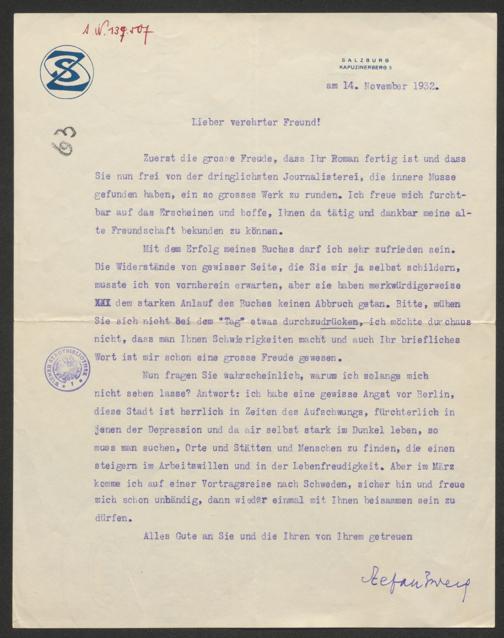 I.N. 139.507
SZ
SALZBURG
KAPUZINERBERG 5
am 14. November 1932.
63
Lieber verehrter Freund!
Zuerst die grosse Freude, dass Ihr Roman fertig ist und dass
Sie nun frei von der dringlichsten Journalisterei, die innere Musse
gefunden haben, ein so grosses Werk zu runden. Ich freue mich furcht-
bar auf das Erscheinen und hoffe, Ihnen da tätig und dankbar meine al-
te Freundschaft bekunden zu können.
Mit dem Erfolg meines Buches darf ich sehr zufrieden sein.
Die Widerstände von gewisser Seite, die Sie mir ja selbst schildern,
musste ich von vornherein erwarten, aber sie haben merkwürdigerweise
XXX dem starken Anlauf des Buches keinen Abbruch getan. Bitte, mühen
Sie sich nicht bei dem "Tag" etwas durchzudrücken, ich möchte durchaus
nicht, dass man Ihnen Schwierigkeiten macht und auch Ihr briefliches
Wort ist mir schon eine grosse Freude gewesen.
WIENER STADTBIBLIOTHEK
Nun fragen Sie wahrscheinlich, warum ich solange mich
nicht sehen lasse? Antwort: ich habe eine gewisse Angst vor Berlin,
diese Stadt ist herrlich in Zeiten des Aufschwungs, fürchterlich in
jenen der Depression und da wir selbst stark im Dunkel leben, so
muss man suchen, Orte und Stätten und Menschen zu finden, die einen
steigern im Arbeitswillen und in der Lebenfreudigkeit. Aber im März
komme ich auf einer Vortragsreise nach Schweden, sicher hin und freue
mich schon unbändig, dann wieder einmal mit Ihnen beisammen sein zu
dürfen.
Alles Gute an Sie und die Ihren von Ihrem getreuen
Stefan Zweig